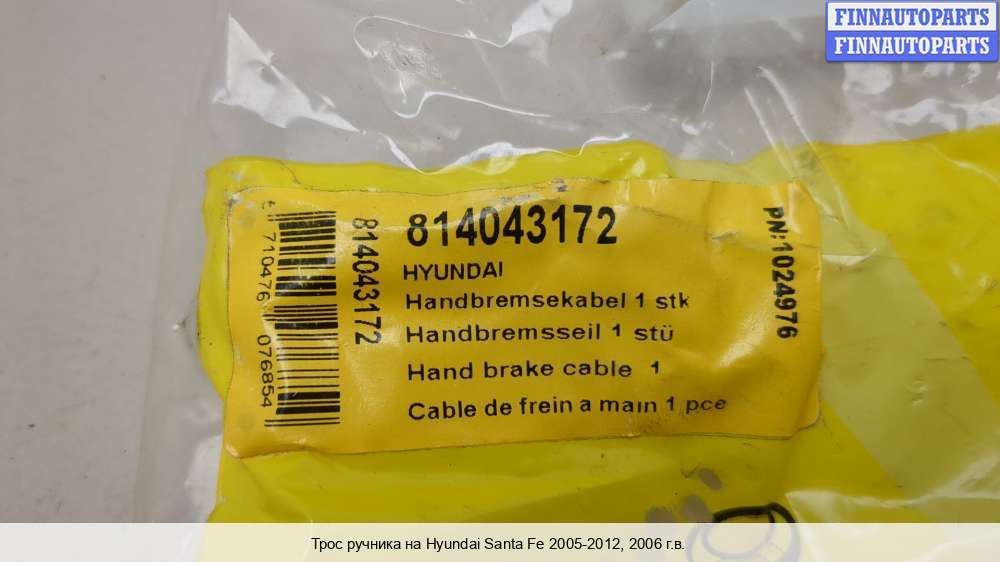 FINNAUTOPARTS
FINNAUTOPARTS
814043172
HYUNDAI
Handbremsekabel 1 stk
Handbremsseil 1 stü
Hand brake cable 1
Cable de frein a main 1 pce
814043172
710476 076854
PN:1024976
Трос ручника на Hyundai Santa Fe 2005-2012, 2006 г.в.